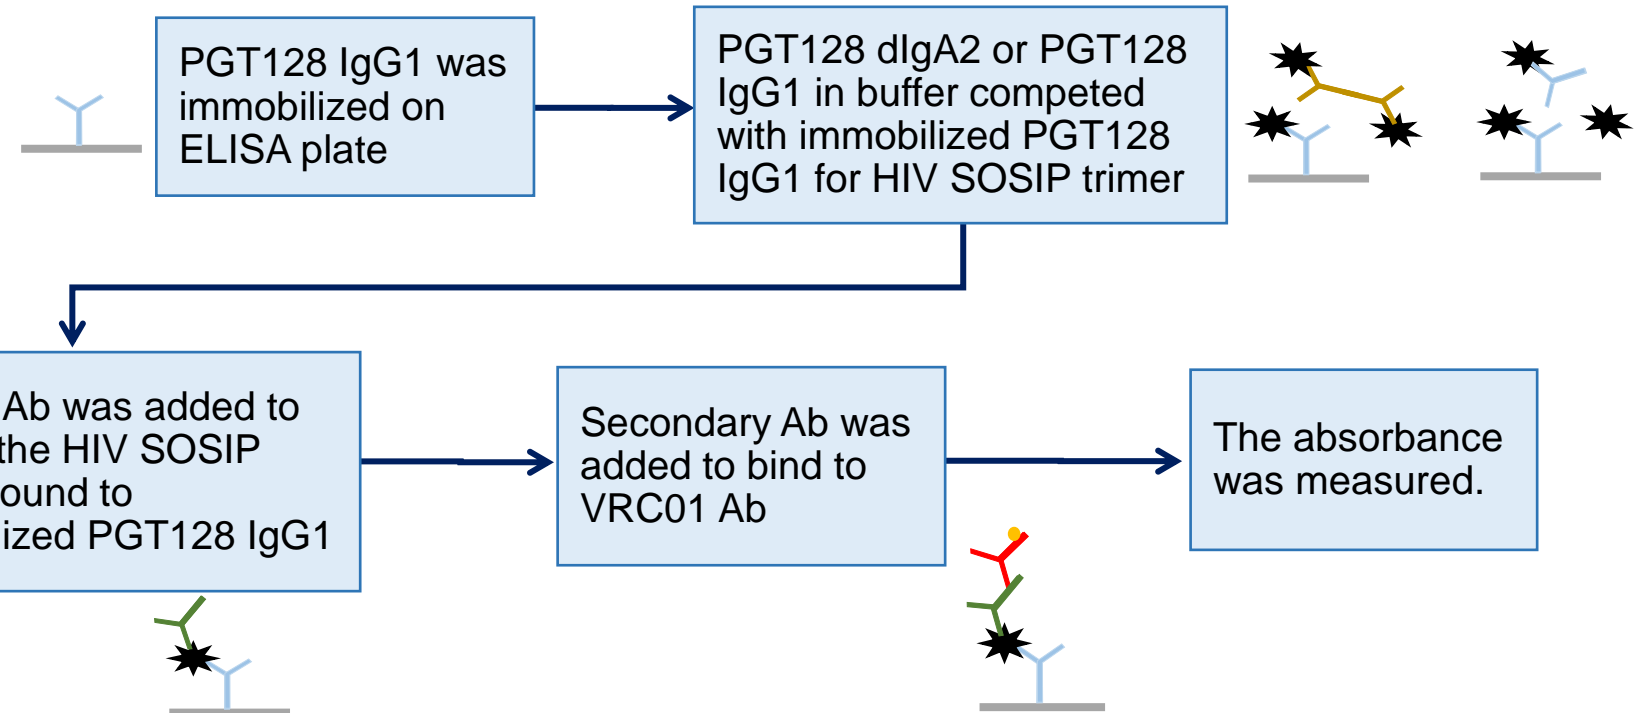 PGT128 IgG1 was
immobilized on
ELISA plate
PGT128 dIgA2 or PGT128
IgG1 in buffer competed
with immobilized PGT128
IgG1 for HIV SOSIP trimer
Ab was added to
the HIV SOSIP
ound to
ized PGT128 IgG1
Secondary Ab was
added to bind to
VRC01 Ab
The absorbance
was measured.